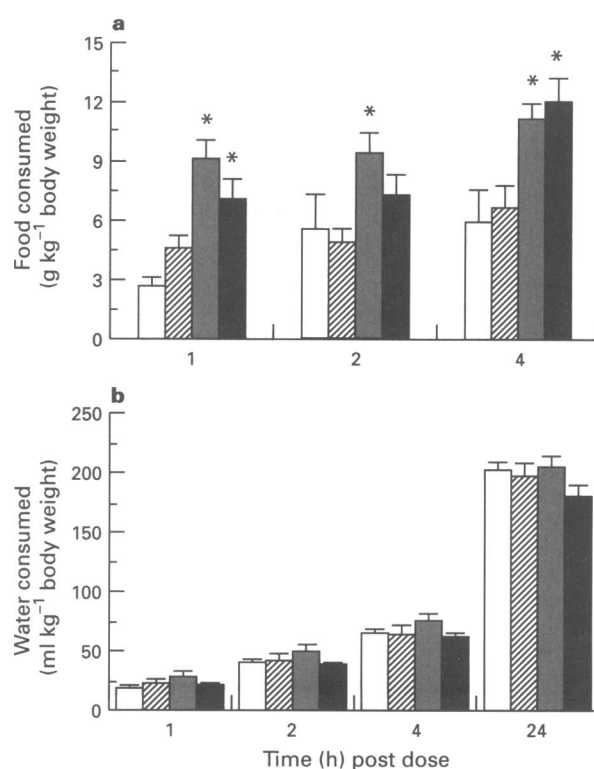 a
Food consumed
(g kg⁻¹ body weight)
15
12
9
6
3
0
* * * * *
1 2 4
b
Water consumed
(ml kg⁻¹ body weight)
250
200
150
100
50
0
1 2 4 24
Time (h) post dose